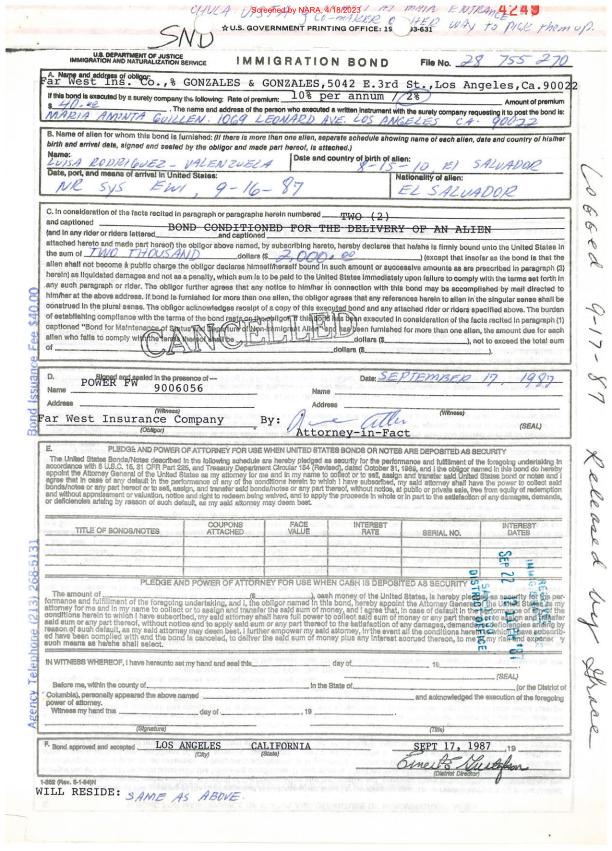 CHULA VISTA AT MAIN ENTRANCE 4249
Screened by NARA, 4/18/2023
CO-MAKER HER WAY to PICK them up.
SND
☆ U.S. GOVERNMENT PRINTING OFFICE: 19 83-631
U.S. DEPARTMENT OF JUSTICE
IMMIGRATION AND NATURALIZATION SERVICE
IMMIGRATION BOND
File No. 28 755 270
A. Name and address of obligor
Far West Ins. Co.,% GONZALES & GONZALES,5042 E.3rd St.,Los Angeles,Ca.90022
If this bond is executed by a surety company the following: Rate of premium: 10% per annum (2%) Amount of premium
$ 40.00 . The name and address of the person who executed a written instrument with the surety company requesting it to post the bond is:
MARIA AMINTA GUILLEN. 1069 LEONARD AVE. LOS ANGELES CA. 90022
B. Name of alien for whom this bond is furnished: (If there is more than one alien, separate schedule showing name of each alien, date and country of his/her
birth and arrival date, signed and sealed by the obligor and made part hereof, is attached.)
Name:
LUISA RODRIGUEZ - VALENZUELA
Date and country of birth of alien:
8-15-10 El SALVADOR
Date, port, and means of arrival in United States:
NR SYS EWI, 9-16-87
Nationality of alien:
EL SALVADOR
C. In consideration of the facts recited in paragraph or paragraphs herein numbered TWO (2)
and captioned BOND CONDITIONED FOR THE DELIVERY OF AN ALIEN
(and in any rider or riders lettered and captioned
attached hereto and made part hereof) the obligor above named, by subscribing hereto, hereby declares that he/she is firmly bound unto the United States in
the sum of TWO THOUSAND dollars ($ 2,000.00 ) (except that insofar as the bond is that the
alien shall not become a public charge the obligor declares himself/herself bound in such amount or successive amounts as are prescribed in paragraph (3)
herein) as liquidated damages and not as a penalty, which sum is to be paid to the United States immediately upon failure to comply with the terms set forth in
any such paragraph or rider. The obligor further agrees that any notice to him/her in connection with this bond may be accomplished by mail directed to
him/her at the above address. If bond is furnished for more than one alien, the obligor agrees that any references herein to alien in the singular sense shall be
construed in the plural sense. The obligor acknowledges receipt of a copy of this executed bond and any attached rider or riders specified above. The burden
of establishing compliance with the terms of the bond rests on the obligor. If this bond has been executed in consideration of the facts recited in paragraph (1)
captioned "Bond for Maintenance Status and Departure of Non-immigrant Alien" and has been furnished for more than one alien, the amount due for each
alien who fails to comply with the terms thereof shall be dollars ($ ), not to exceed the total sum
of dollars ($ ).
CANCELLED
D. Signed and sealed in the presence of—
Date: SEPTEMBER 17, 1987
POWER FW
Name 9006056
Name
Address
Address
(Witness)
(Witness)
Far West Insurance Company By:
(SEAL)
(Obligor)
Attorney-in-Fact
E. PLEDGE AND POWER OF ATTORNEY FOR USE WHEN UNITED STATES BONDS OR NOTES ARE DEPOSITED AS SECURITY
The United States Bonds/Notes described in the following schedule are hereby pledged as security for the performance and fulfillment of the foregoing undertaking in
accordance with 6 U.S.C. 15, 31 CFR Part 225, and Treasury Department Circular 154 (Revised), dated October 31, 1969, and I the obligor named in this bond do hereby
appoint the Attorney General of the United States as my attorney for me and in my name to collect or to sell, assign and transfer said United States bond or notes and I
agree that in case of any default in the performance of any of the conditions herein to which I have subscribed, my said attorney shall have the power to collect said
bonds/notes or any part hereof or to sell, assign, and transfer said bonds/notes or any part thereof, without notice, at public or private sale, free from equity of redemption
and without appraisement or valuation, notice and right to redeem being waived, and to apply the proceeds in whole or in part to the satisfaction of any damages, demands,
or deficiencies arising by reason of such default, as my said attorney may deem best.
TITLE OF BONDS/NOTES COUPONS ATTACHED FACE VALUE INTEREST RATE SERIAL NO. INTEREST DATES
PLEDGE AND POWER OF ATTORNEY FOR USE WHEN CASH IS DEPOSITED AS SECURITY
The amount of ($ ), cash money of the United States, is hereby pledged as security for the per-
formance and fulfillment of the foregoing undertaking, and I, the obligor named in this bond, hereby appoint the Attorney General of the United States as my
attorney for me and in my name to collect or to assign and transfer the said sum of money, and I agree that, in case of default in the performance of any of the
conditions herein to which I have subscribed, my said attorney shall have full power to collect said sum of money or any part thereof or to assign and transfer
said sum or any part thereof, without notice and to apply said sum or any part thereof to the satisfaction of any damages, demands, or deficiencies arising by
reason of such default, as my said attorney may deem best. I further empower my said attorney, in the event all the conditions herein to which I have subscrib-
ed have been complied with and the bond is canceled, to deliver the said sum of money plus any interest accrued thereon, to me at my risk and expense by
such means as he/she shall select.
SEP 22
IN WITNESS WHEREOF, I have hereunto set my hand and seal this day of , 19 .
(SEAL)
Before me, within the county of in the State of (or the District of
Columbia), personally appeared the above named and acknowledged the execution of the foregoing
power of attorney.
Witness my hand this day of , 19 .
(Signature)
(Title)
F. Bond approved and accepted LOS ANGELES CALIFORNIA SEPT 17, 1987 ,19
(City) (State)
(District Director)
I-352 (Rev. 5-1-84)N
WILL RESIDE: SAME AS ABOVE.
Bond Issuance Fee $40.00
Agency Telephone (213) 268-6131
Logged 9-17-87 Released